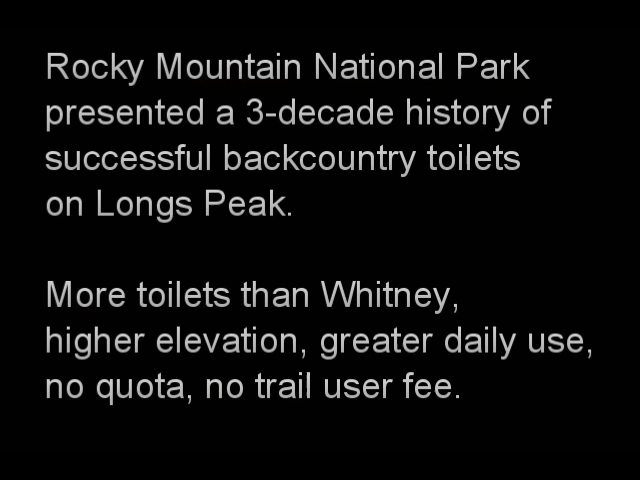 Rocky Mountain National Park
presented a 3-decade history of
successful backcountry toilets
on Longs Peak.
More toilets than Whitney,
higher elevation, greater daily use,
no quota, no trail user fee.